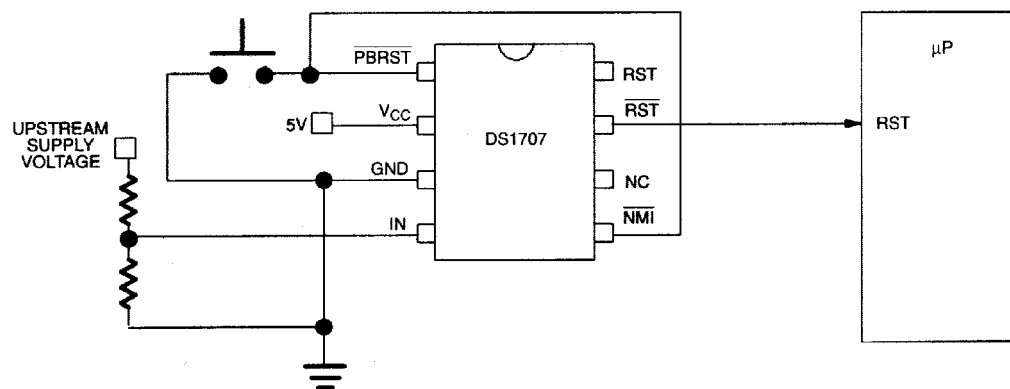 PBRST
RST
µP
5V
VCC
RST
RST
UPSTREAM
SUPPLY
VOLTAGE
DS1707
GND
NC
IN
NMI